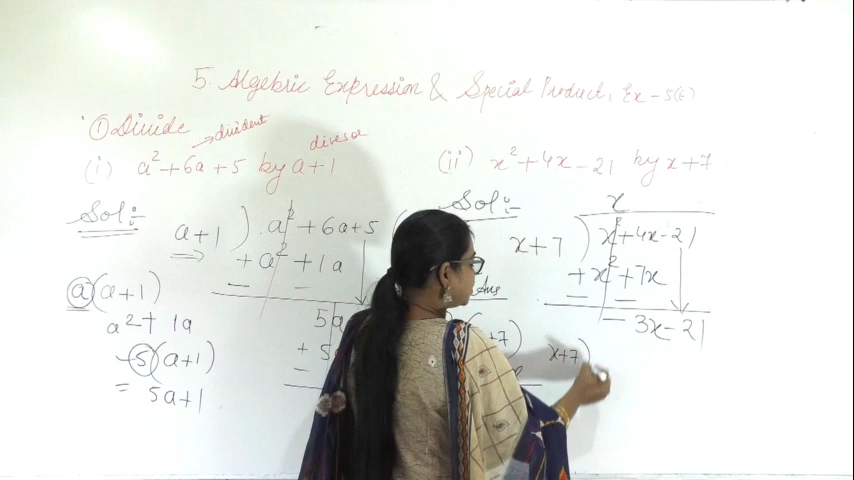 5. Algebric Expression & Special Product, Ex-5(E)
① Divide
→ dividend
divisor
(i) a²+6a+5 by a+1
Sol:-
a+1 ) a²+6a+5 (
+a²+1a
− −
5a
+ 5
−
a(a+1)
a²+1a
5(a+1)
= 5a+1
(ii) x²+4x-21 by x+7
Sol:-
x
x+7 ) x²+4x-21
+x²+7x
− −
-3x-21
Ans
+7)
x+7)